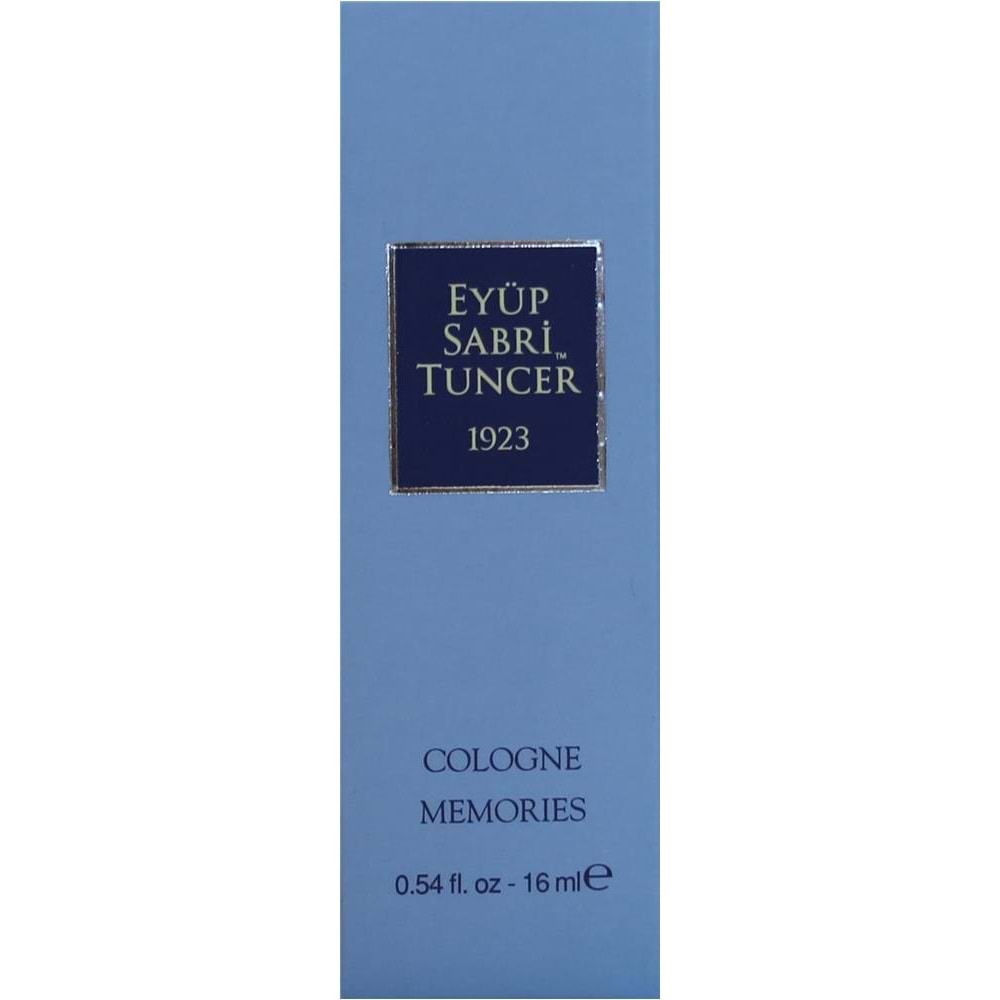 EYÜP
SABRİ™
TUNCER
1923
COLOGNE
MEMORIES
0.54 fl. oz - 16 ml ℮